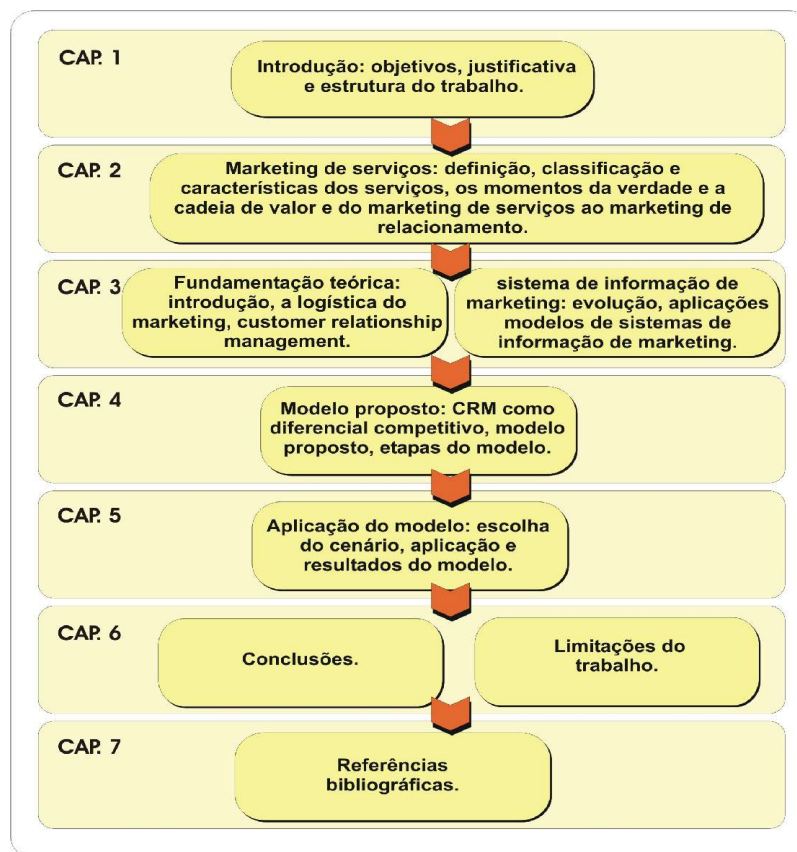 CAP. 1
Introdução: objetivos, justificativa
e estrutura do trabalho.
CAP. 2
Marketing de serviços: definição, classificação e
características dos serviços, os momentos da verdade e a
cadeia de valor e do marketing de serviços ao marketing de
relacionamento.
CAP. 3
Fundamentação teórica:
introdução, a logística do
marketing, customer relationship
management.
sistema de informação de
marketing: evolução, aplicações
modelos de sistemas de
informação de marketing.
CAP. 4
Modelo proposto: CRM como
diferencial competitivo, modelo
proposto, etapas do modelo.
CAP. 5
Aplicação do modelo: escolha
do cenário, aplicação e
resultados do modelo.
CAP. 6
Conclusões.
Limitações do
trabalho.
CAP. 7
Referências
bibliográficas.